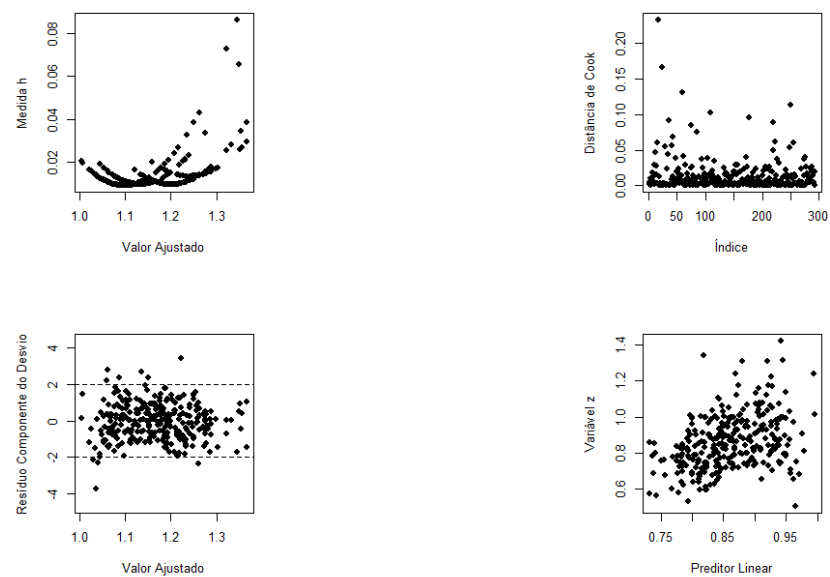 Medida h
0.02 0.04 0.06 0.08
1.0 1.1 1.2 1.3
Valor Ajustado
Distância de Cook
0.00 0.05 0.10 0.15 0.20
0 50 100 200 300
Índice
Resíduo Componente do Desvio
-4 -2 0 2 4
1.0 1.1 1.2 1.3
Valor Ajustado
Variável z
0.6 0.8 1.0 1.2 1.4
0.75 0.85 0.95
Preditor Linear